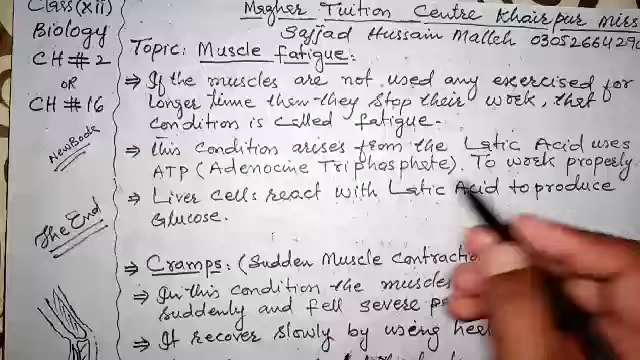 Class(xii)
Biology
CH#2
OR
CH#16
New Book
The End
Magher Tuition Centre Khairpur mirs
Sajjad Hussain Malleh 03052664290
Topic: Muscle fatigue:
⇒ If the muscles are not used any exercised for
longer time then they stop their work, that
condition is called fatigue.
⇒ This condition arises from the Latic Acid uses
ATP (Adenocine Triphosphete). To work properly
⇒ Liver cells react with Latic Acid to produce
Glucose.
⇒ Cramps: (Sudden Muscle Contractio
⇒ In this condition the muscles
suddenly and fell severe
⇒ It recover slowly by using